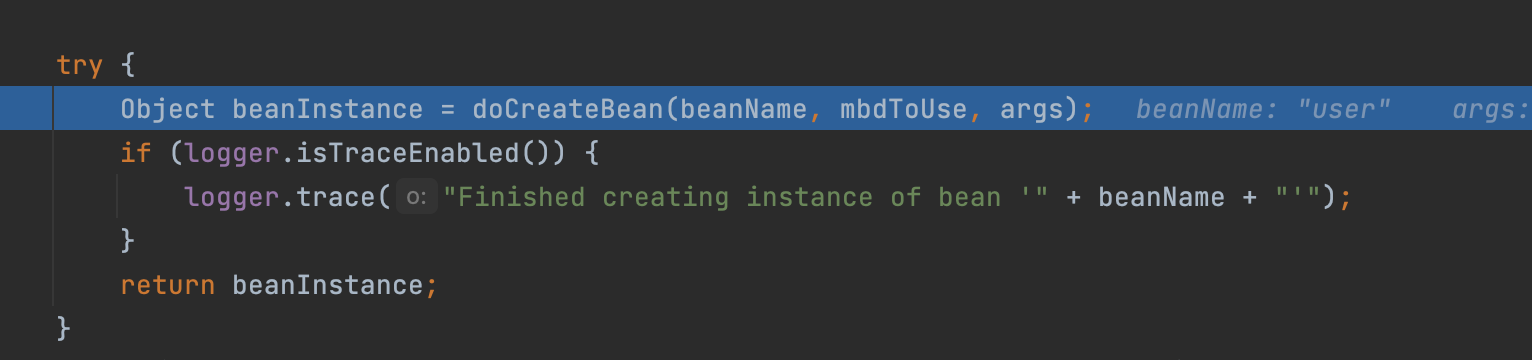 try {
Object beanInstance = doCreateBean(beanName, mbdToUse, args); beanName: "user" args:
if (logger.isTraceEnabled()) {
logger.trace( o: "Finished creating instance of bean '" + beanName + "'");
}
return beanInstance;
}